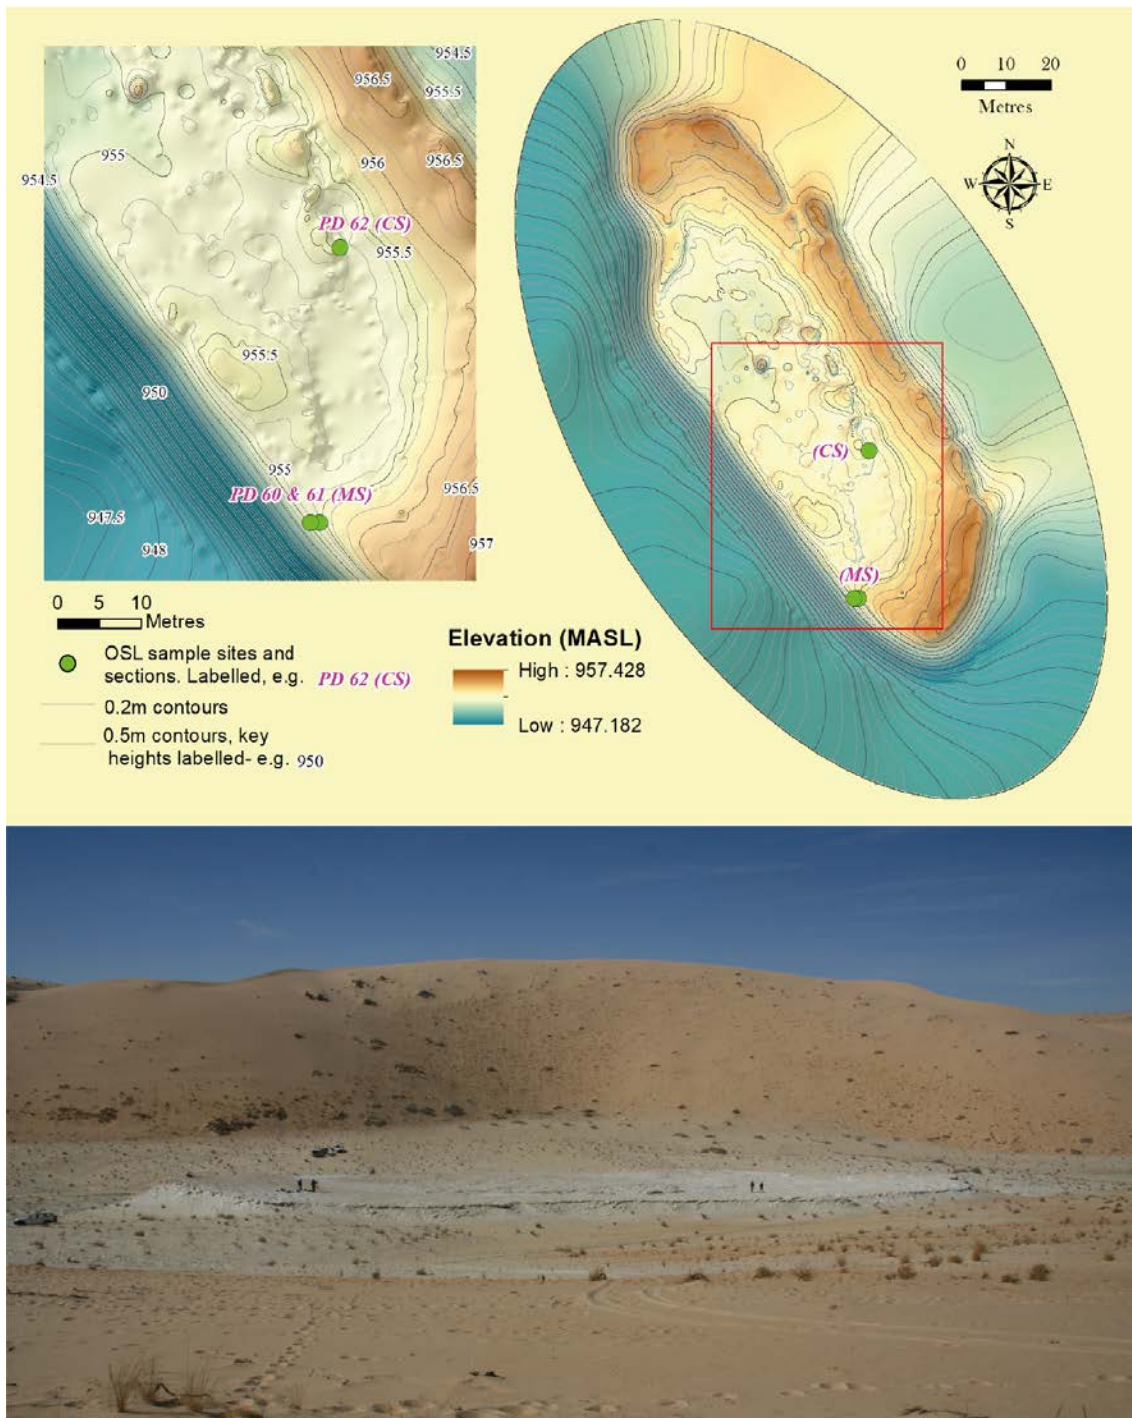 954.5
956.5
955.5
955
956
956.5
954.5
PD 62 (CS)
955.5
955.5
950
955
PD 60 & 61 (MS)
956.5
947.5
948
957
0 5 10
Metres
OSL sample sites and
sections. Labelled, e.g. PD 62 (CS)
0.2m contours
0.5m contours, key
heights labelled- e.g. 950
Elevation (MASL)
High : 957.428
Low : 947.182
0 10 20
Metres
N
W E
S
(CS)
(MS)